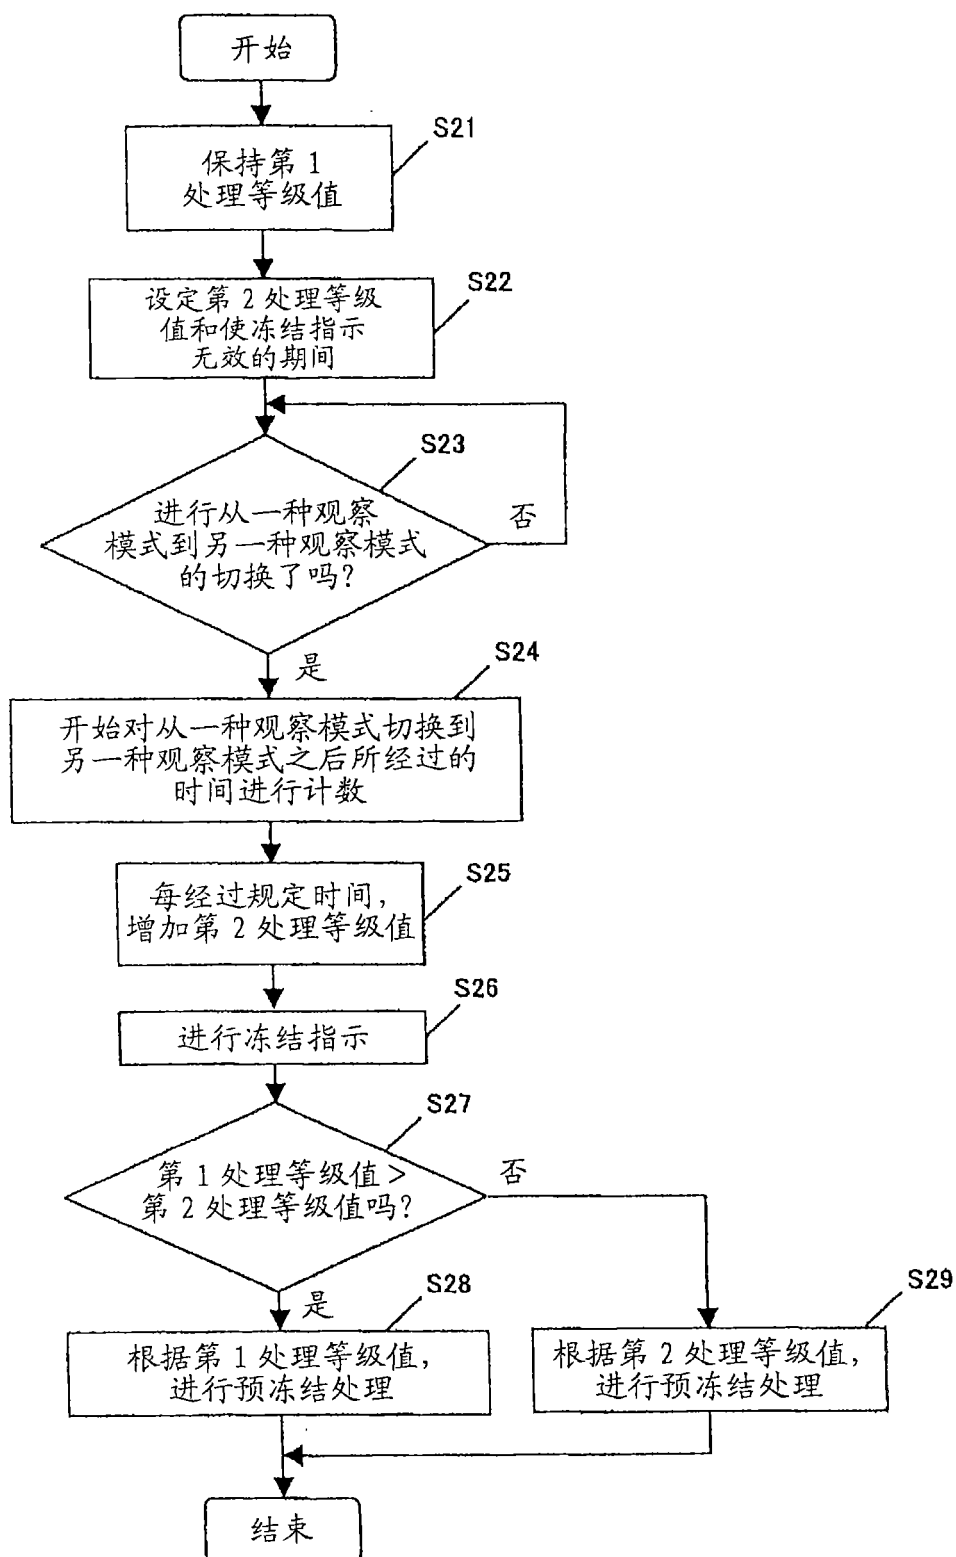 开始
S21
保持第1
处理等级值
S22
设定第2处理等级
值和使冻结指示
无效的期间
S23
进行从一种观察
模式到另一种观察模式
的切换了吗?
否
是
S24
开始对从一种观察模式切换到
另一种观察模式之后所经过的
时间进行计数
S25
每经过规定时间,
增加第2处理等级值
S26
进行冻结指示
S27
第1处理等级值>
第2处理等级值吗?
否
是
S28
根据第1处理等级值,
进行预冻结处理
S29
根据第2处理等级值,
进行预冻结处理
结束